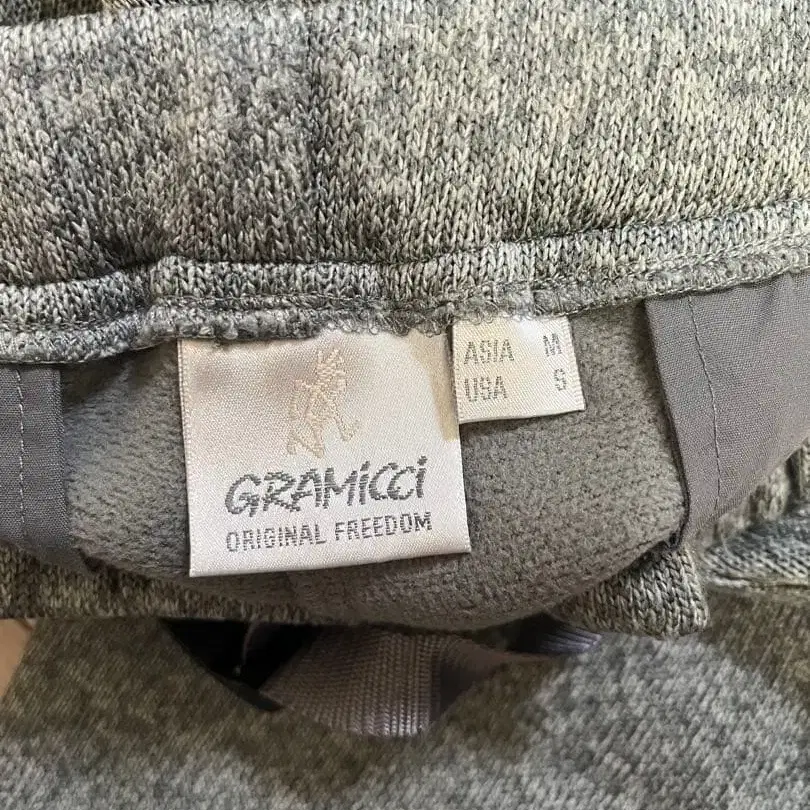 GRAMiCCi
ORIGINAL FREEDOM
ASIA M
USA S